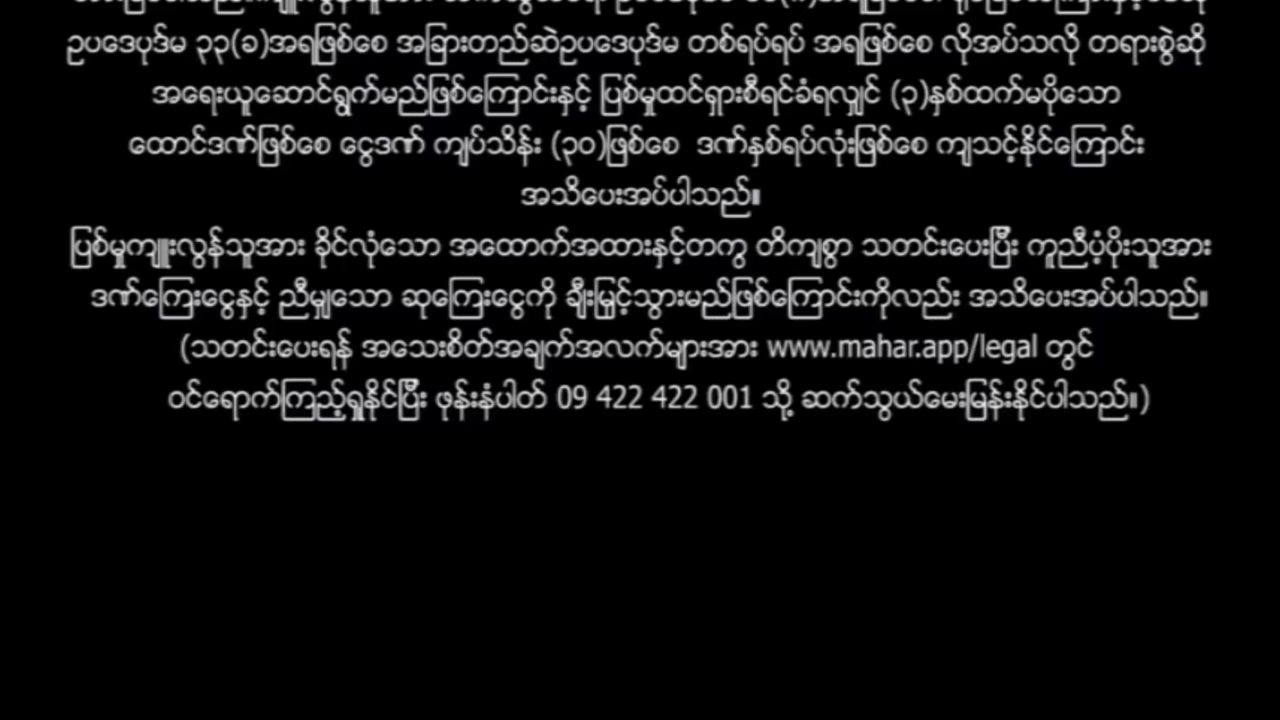 ဥပဒေပုဒ်မ ၃၃(ခ)အရဖြစ်စေ အခြားတည်ဆဲဥပဒေပုဒ်မ တစ်ရပ်ရပ် အရဖြစ်စေ လိုအပ်သလို တရားစွဲဆို
အရေးယူဆောင်ရွက်မည်ဖြစ်ကြောင်းနှင့် ပြစ်မှုထင်ရှားစီရင်ခံရလျှင် (၃)နှစ်ထက်မပိုသော
ထောင်ဒဏ်ဖြစ်စေ ငွေဒဏ် ကျပ်သိန်း (၃၀)ဖြစ်စေ ဒဏ်နှစ်ရပ်လုံးဖြစ်စေ ကျသင့်နိုင်ကြောင်း
အသိပေးအပ်ပါသည်။
ပြစ်မှုကျူးလွန်သူအား ခိုင်လုံသော အထောက်အထားနှင့်တကွ တိကျစွာ သတင်းပေးပြီး ကူညီပံ့ပိုးသူအား
ဒဏ်ကြေးငွေနှင့် ညီမျှသော ဆုကြေးငွေကို ချီးမြှင့်သွားမည်ဖြစ်ကြောင်းကိုလည်း အသိပေးအပ်ပါသည်။
(သတင်းပေးရန် အသေးစိတ်အချက်အလက်များအား www.mahar.app/legal တွင်
ဝင်ရောက်ကြည့်ရှုနိုင်ပြီး ဖုန်းနံပါတ် 09 422 422 001 သို့ ဆက်သွယ်မေးမြန်းနိုင်ပါသည်။)